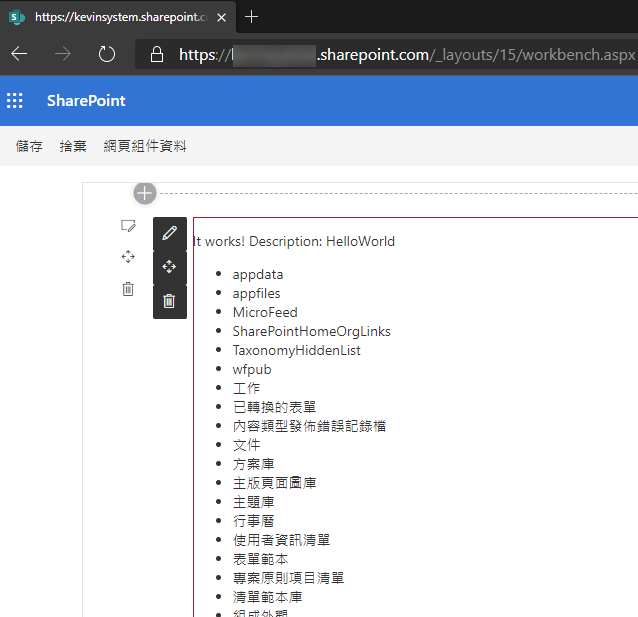 https://kevinsystem.sharepoint.c
https://.sharepoint.com/_layouts/15/workbench.aspx
SharePoint
儲存 捨棄 網頁組件資料
It works! Description: HelloWorld
appdata
appfiles
MicroFeed
SharePointHomeOrgLinks
TaxonomyHiddenList
wfpub
工作
已轉換的表單
內容類型發佈錯誤記錄檔
文件
方案庫
主版頁面圖庫
主題庫
行事曆
使用者資訊清單
表單範本
專案原則項目清單
清單範本庫
組成外觀